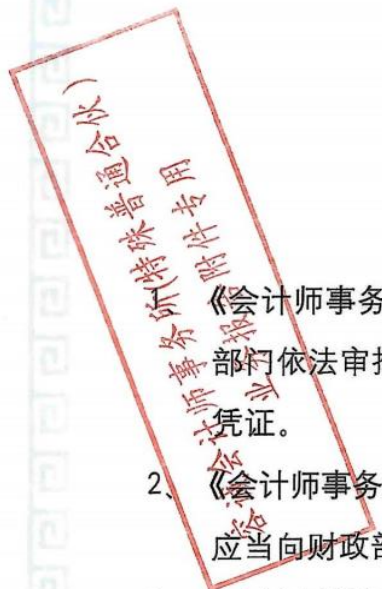 会计师事务所(特殊普通合伙)
业务报告附件专用
1、《会计师事务
部门依法审批
凭证。
2、《会计师事务
应当向财政部